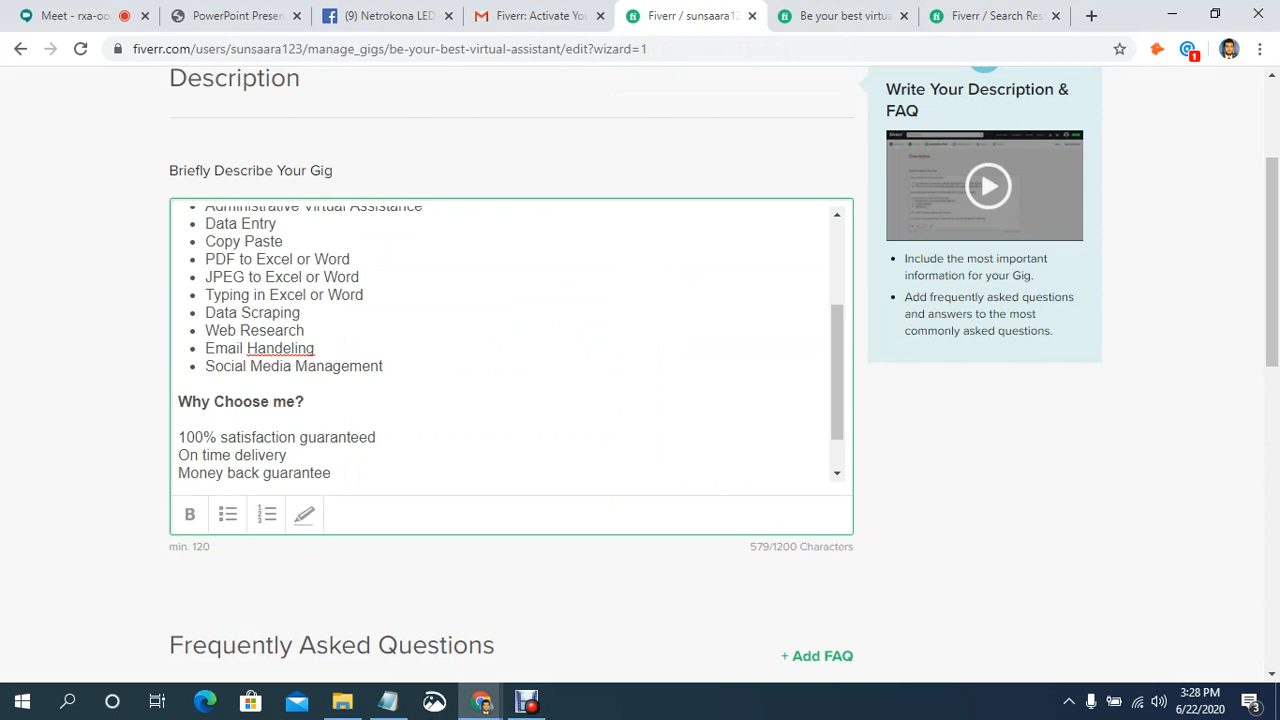 Meet - rxa-oo
PowerPoint Presen
(9) Netrokona LED
Fiverr: Activate Yo
Fiverr / sunsaara12
Be your best virtua
Fiverr / Search Res
fiverr.com/users/sunsaara123/manage_gigs/be-your-best-virtual-assistant/edit?wizard=1
1
Description
Write Your Description &
FAQ
Briefly Describe Your Gig
Administrative Virtual Assistance
Data Entry
Copy Paste
PDF to Excel or Word
JPEG to Excel or Word
Typing in Excel or Word
Data Scraping
Web Research
Email Handeling
Social Media Management
Include the most important
information for your Gig.
Add frequently asked questions
and answers to the most
commonly asked questions.
Why Choose me?
100% satisfaction guaranteed
On time delivery
Money back guarantee
B
min. 120
579/1200 Characters
Frequently Asked Questions
+ Add FAQ
3:28 PM
6/22/2020
3